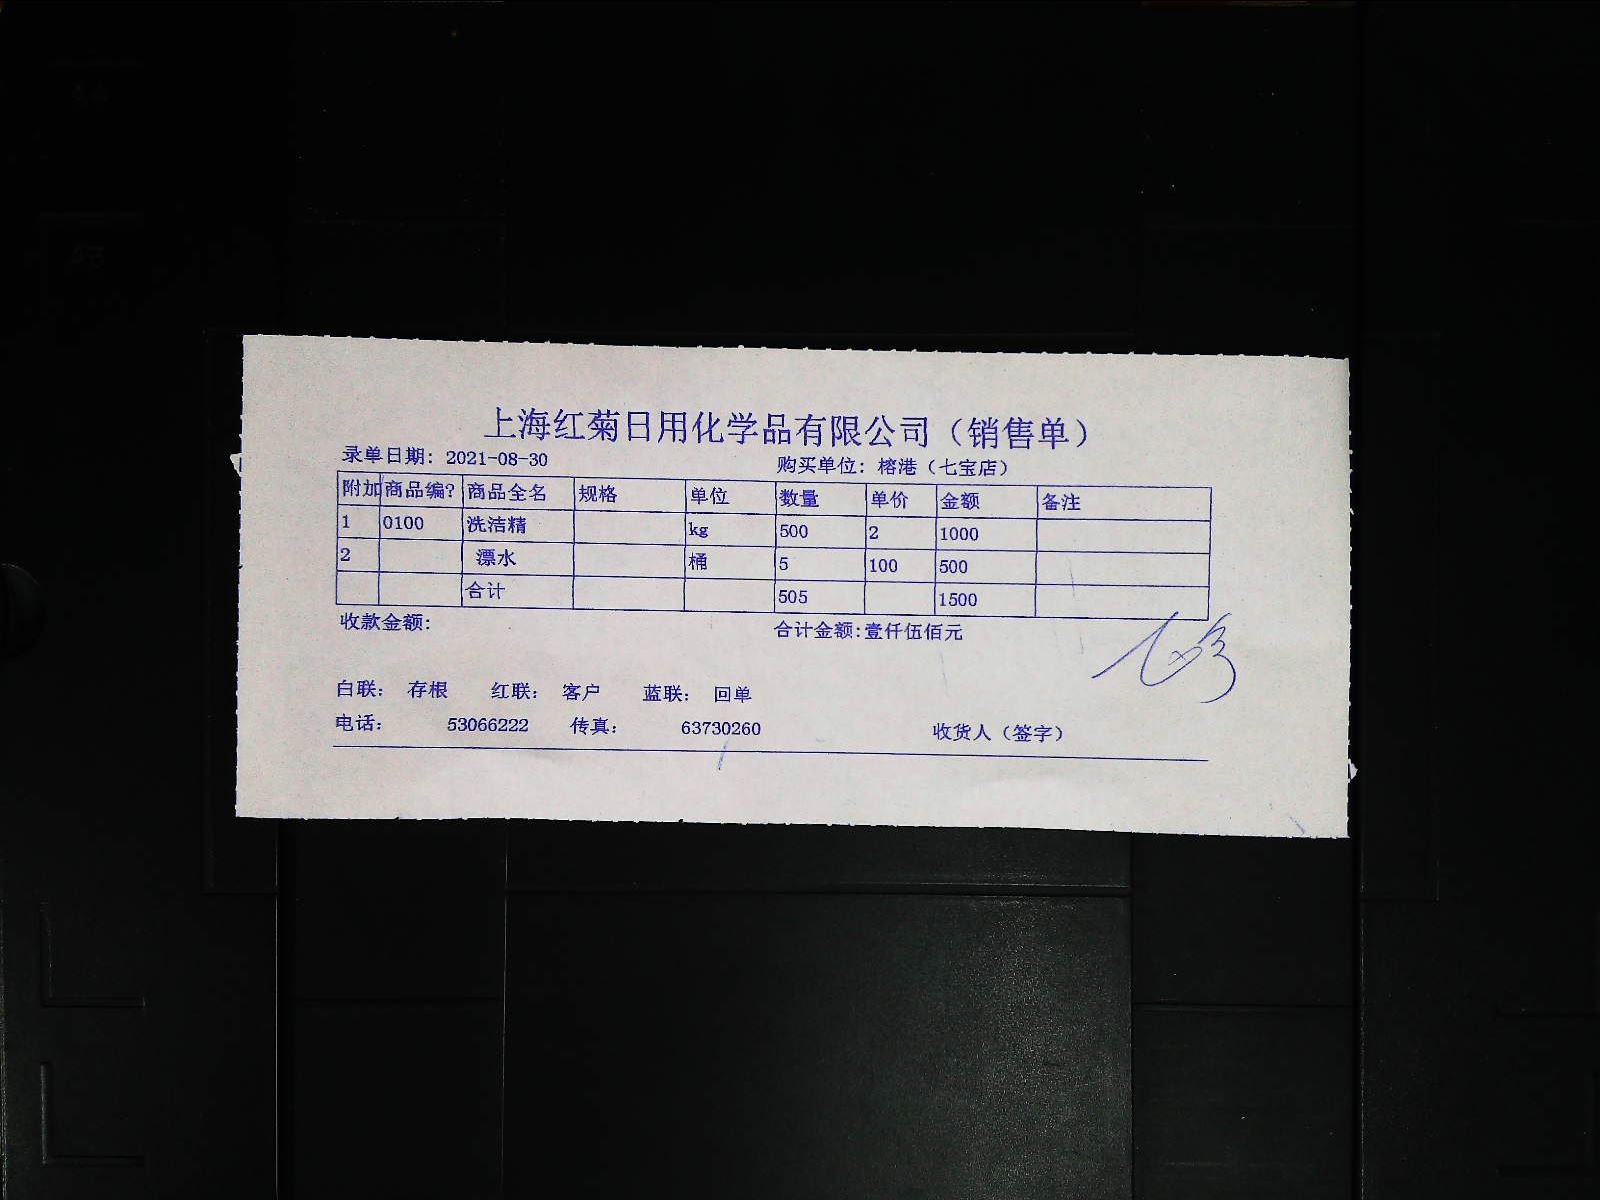 上海红菊日用化学品有限公司（销售单）
录单日期: 2021-08-30 购买单位: 榕港（七宝店）
附加 商品编? 商品全名 规格 单位 数量 单价 金额 备注
1 0100 洗洁精 kg 500 2 1000
2 漂水 桶 5 100 500
合计 505 1500
收款金额: 合计金额:壹仟伍佰元
白联: 存根 红联: 客户 蓝联: 回单
电话: 53066222 传真: 63730260 收货人（签字）